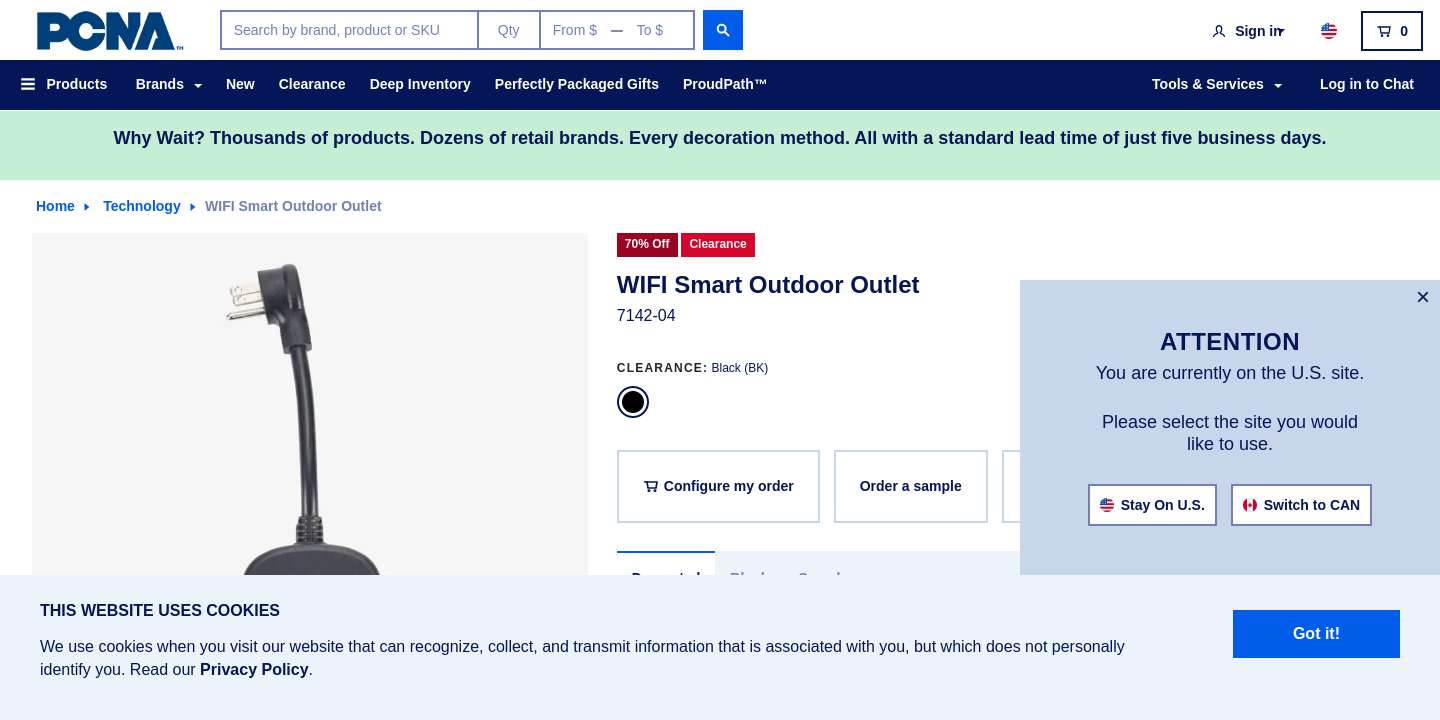 PCNA™
Search by brand, product or SKU
Qty
From $ — To $
Sign in
0
Products
Brands
New
Clearance
Deep Inventory
Perfectly Packaged Gifts
ProudPath™
Tools & Services
Log in to Chat
Why Wait? Thousands of products. Dozens of retail brands. Every decoration method. All with a standard lead time of just five business days.
Home
Technology
WIFI Smart Outdoor Outlet
70% Off
Clearance
WIFI Smart Outdoor Outlet
7142-04
CLEARANCE: Black (BK)
Configure my order
Order a sample
×
ATTENTION
You are currently on the U.S. site.
Please select the site you would
like to use.
Stay On U.S.
Switch to CAN
THIS WEBSITE USES COOKIES
We use cookies when you visit our website that can recognize, collect, and transmit information that is associated with you, but which does not personally
identify you. Read our Privacy Policy.
Got it!